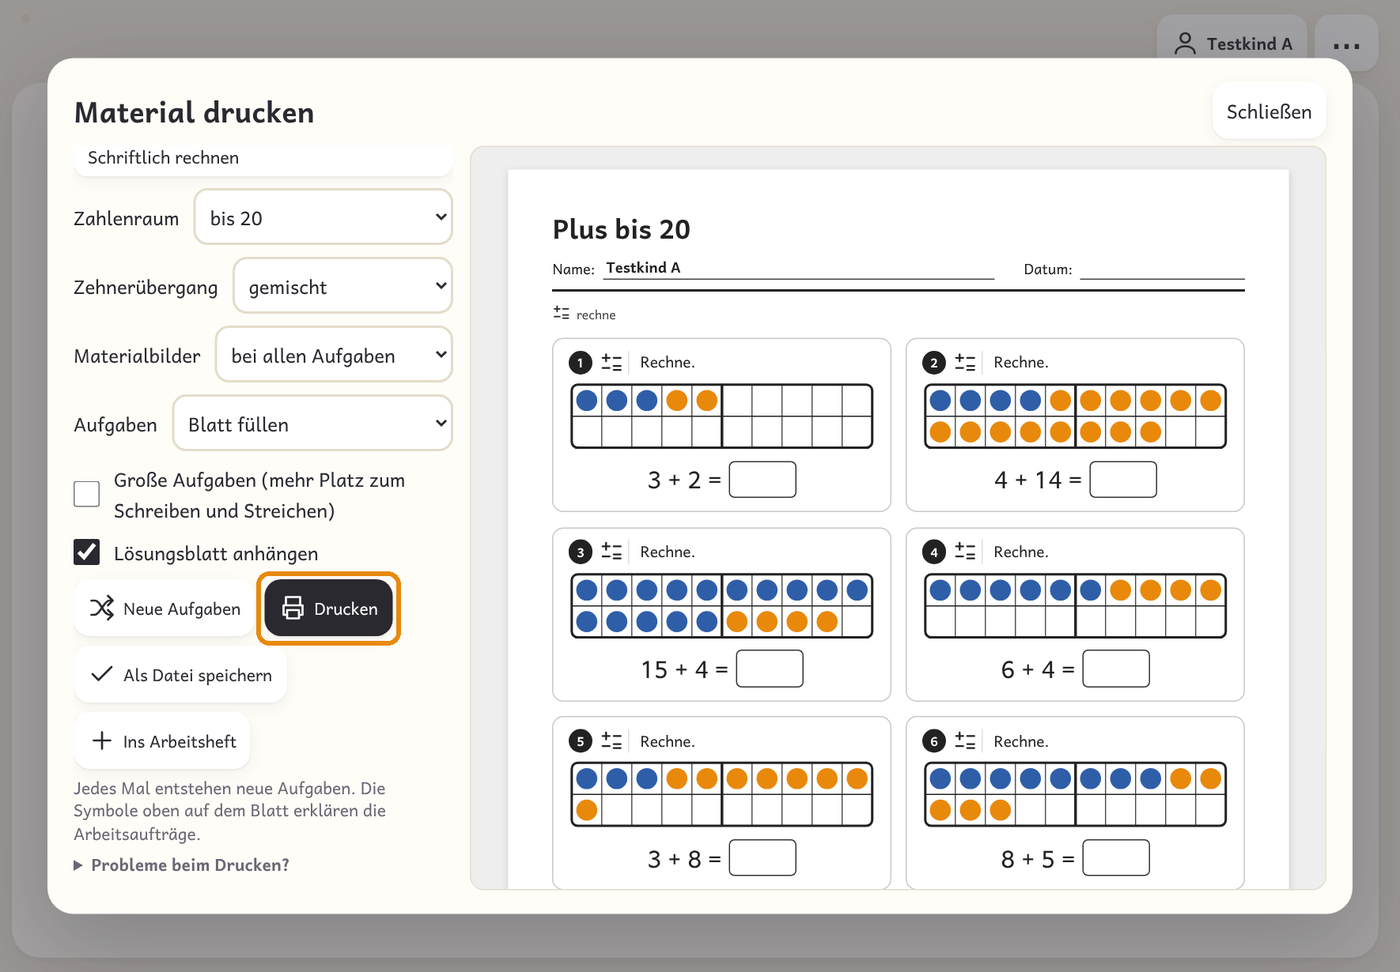 Testkind A
...
Material drucken
Schließen
Schriftlich rechnen
Zahlenraum bis 20
Zehnerübergang gemischt
Materialbilder bei allen Aufgaben
Aufgaben Blatt füllen
Große Aufgaben (mehr Platz zum
Schreiben und Streichen)
Lösungsblatt anhängen
Neue Aufgaben Drucken
Als Datei speichern
Ins Arbeitsheft
Jedes Mal entstehen neue Aufgaben. Die
Symbole oben auf dem Blatt erklären die
Arbeitsaufträge.
Probleme beim Drucken?
Plus bis 20
Name: Testkind A Datum:
rechne
1 Rechne.
3 + 2 =
2 Rechne.
4 + 14 =
3 Rechne.
15 + 4 =
4 Rechne.
6 + 4 =
5 Rechne.
3 + 8 =
6 Rechne.
8 + 5 =